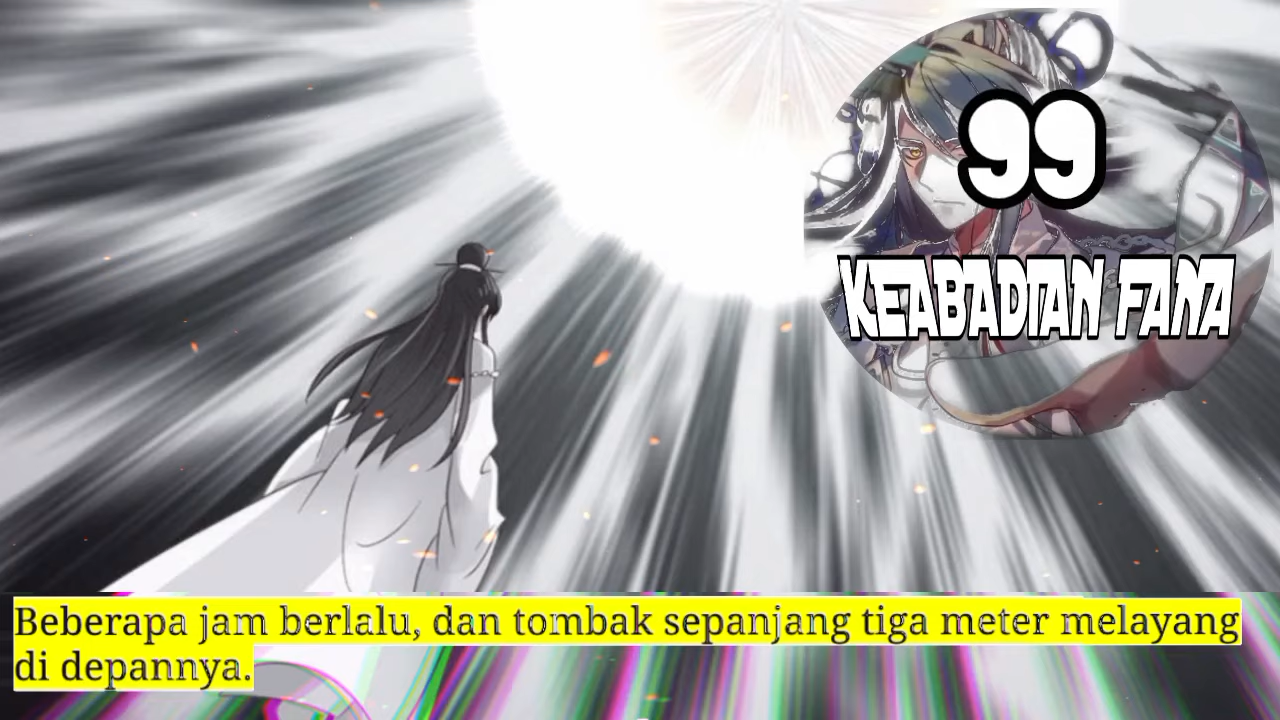 99
KEABADIAN FANA
Beberapa jam berlalu, dan tombak sepanjang tiga meter melayang
di depannya.